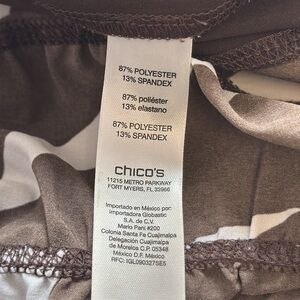 87% POLYESTER
13% SPANDEX
87% poliéster
13% elastano
87% POLYESTER
13% SPANDEX
chico's
11215 METRO PARKWAY
FORT MYERS, FL 33966
Importado en México por:
Importadora Globastic
S.A. de C.V.
Mario Pani #200
Colonia Santa Fe Cuajimalpa
Delegación Cuajimalpa
de Morelos C.P. 05348
México D.F.
RFC: IGL090327SE5